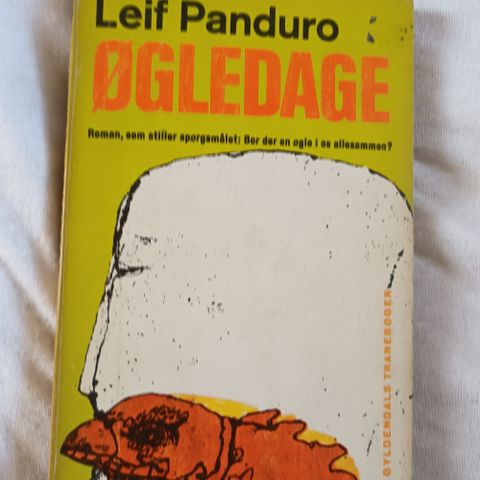 Leif Panduro
ØGLEDAGE
Roman, som stiller spørgsmålet: Bor der en øgle i os allesammen?
GYLDENDALS TRANEBØGER